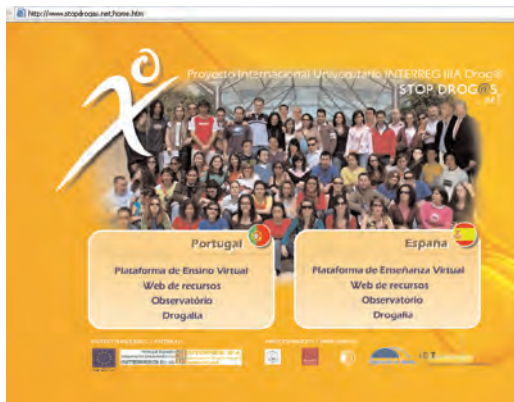 http://www.stopdrogas.net/home.htm
Proyecto Internacional Universitario INTERREG IIIA Drog@
STOP DROG@S
.NET
Portugal
Plataforma de Ensino Virtual
Web de recursos
Observatório
Drogalia
España
Plataforma de Enseñanza Virtual
Web de recursos
Observatorio
Drogalia